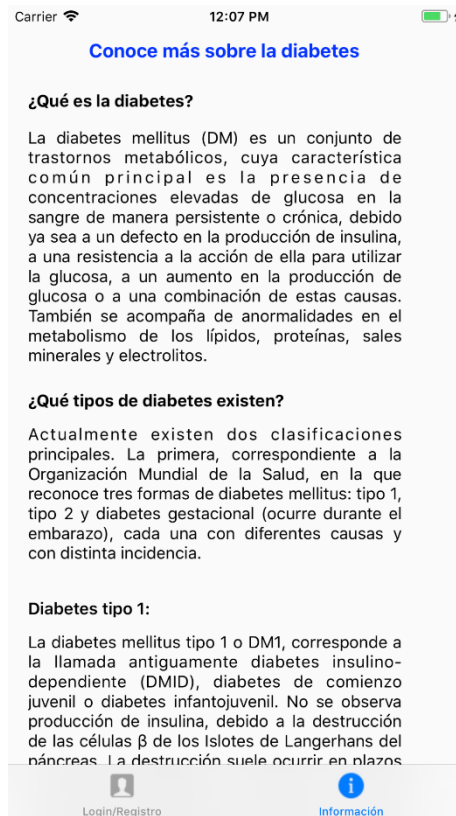 Carrier 12:07 PM
Conoce más sobre la diabetes
¿Qué es la diabetes?
La diabetes mellitus (DM) es un conjunto de
trastornos metabólicos, cuya característica
común principal es la presencia de
concentraciones elevadas de glucosa en la
sangre de manera persistente o crónica, debido
ya sea a un defecto en la producción de insulina,
a una resistencia a la acción de ella para utilizar
la glucosa, a un aumento en la producción de
glucosa o a una combinación de estas causas.
También se acompaña de anormalidades en el
metabolismo de los lípidos, proteínas, sales
minerales y electrolitos.
¿Qué tipos de diabetes existen?
Actualmente existen dos clasificaciones
principales. La primera, correspondiente a la
Organización Mundial de la Salud, en la que
reconoce tres formas de diabetes mellitus: tipo 1,
tipo 2 y diabetes gestacional (ocurre durante el
embarazo), cada una con diferentes causas y
con distinta incidencia.
Diabetes tipo 1:
La diabetes mellitus tipo 1 o DM1, corresponde a
la llamada antiguamente diabetes insulino-
dependiente (DMID), diabetes de comienzo
juvenil o diabetes infantojuvenil. No se observa
producción de insulina, debido a la destrucción
de las células β de los Islotes de Langerhans del
páncreas. La destrucción suele ocurrir en plazos
Login/Registro
Información